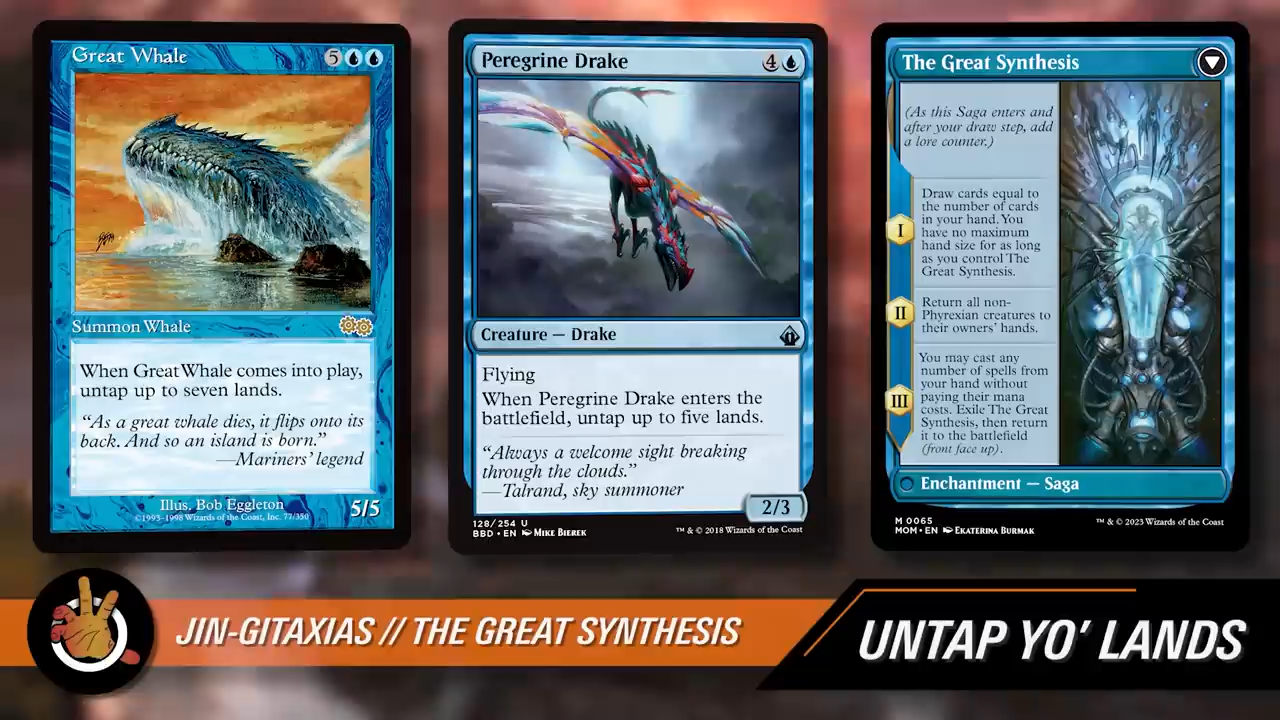 Great Whale
5
Summon Whale
When Great Whale comes into play,
untap up to seven lands.
“As a great whale dies, it flips onto its
back. And so an island is born.”
—Mariners’ legend
Illus. Bob Eggleton
©1993-1998 Wizards of the Coast, Inc. 77/350
5/5
Peregrine Drake
4
Creature — Drake
Flying
When Peregrine Drake enters the
battlefield, untap up to five lands.
“Always a welcome sight breaking
through the clouds.”
—Talrand, sky summoner
2/3
128/254 U
BBD • EN MIKE BIEREK
™ & © 2018 Wizards of the Coast
The Great Synthesis
(As this Saga enters and
after your draw step, add
a lore counter.)
I
Draw cards equal to
the number of cards
in your hand. You
have no maximum
hand size for as long
as you control The
Great Synthesis.
II
Return all non-
Phyrexian creatures to
their owners’ hands.
III
You may cast any
number of spells from
your hand without
paying their mana
costs. Exile The Great
Synthesis, then return
it to the battlefield
(front face up).
Enchantment — Saga
M 0065
MOM • EN EKATERINA BURMAK
™ & © 2023 Wizards of the Coast
JIN-GITAXIAS // THE GREAT SYNTHESIS
UNTAP YO’ LANDS